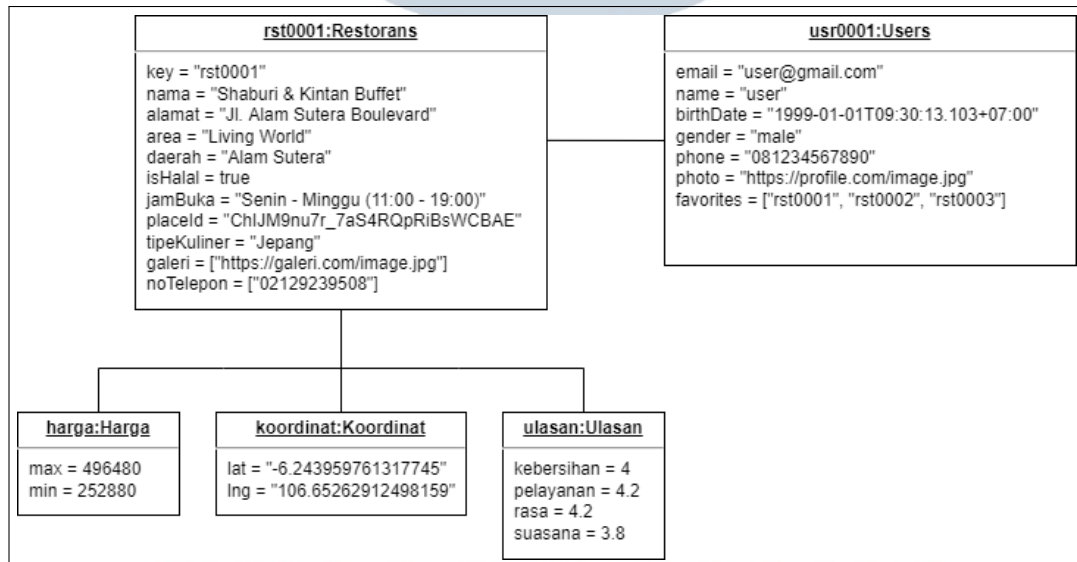 rst0001:Restorans
key = "rst0001"
nama = "Shaburi & Kintan Buffet"
alamat = "Jl. Alam Sutera Boulevard"
area = "Living World"
daerah = "Alam Sutera"
isHalal = true
jamBuka = "Senin - Minggu (11:00 - 19:00)"
placeId = "ChIJM9nu7r_7aS4RQpRiBsWCBAE"
tipeKuliner = "Jepang"
galeri = ["https://galeri.com/image.jpg"]
noTelepon = ["02129239508"]
usr0001:Users
email = "user@gmail.com"
name = "user"
birthDate = "1999-01-01T09:30:13.103+07:00"
gender = "male"
phone = "081234567890"
photo = "https://profile.com/image.jpg"
favorites = ["rst0001", "rst0002", "rst0003"]
harga:Harga
max = 496480
min = 252880
koordinat:Koordinat
lat = "-6.243959761317745"
lng = "106.65262912498159"
ulasan:Ulasan
kebersihan = 4
pelayanan = 4.2
rasa = 4.2
suasana = 3.8